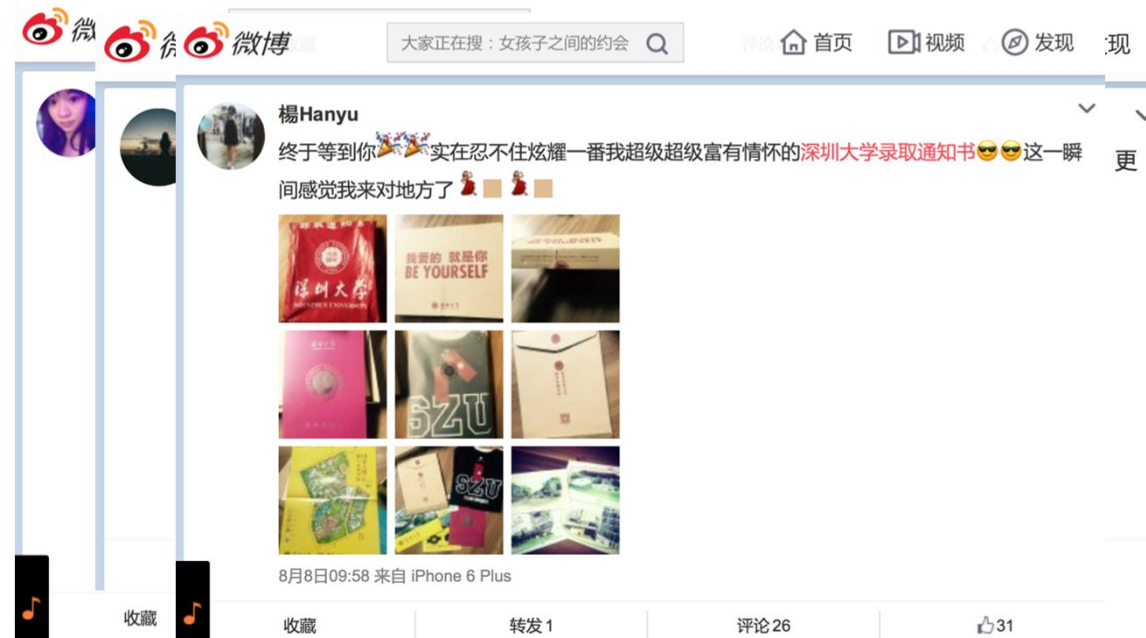 微
微博
大家正在搜：女孩子之间的约会
首页
视频
发现
现
楊Hanyu
终于等到你🎉🎉实在忍不住炫耀一番我超级超级富有情怀的深圳大学录取通知书😎😎这一瞬
间感觉我来对地方了💃🏼💃🏼
更
深圳大學
SHENZHEN UNIVERSITY
我要的 就是你
BE YOURSELF
SZU
SZU
8月8日09:58 来自 iPhone 6 Plus
收藏
收藏
转发 1
评论 26
31